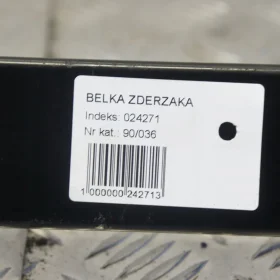 BELKA ZDERZAKA
Indeks: 024271
Nr kat.: 90/036
1 000000 242713